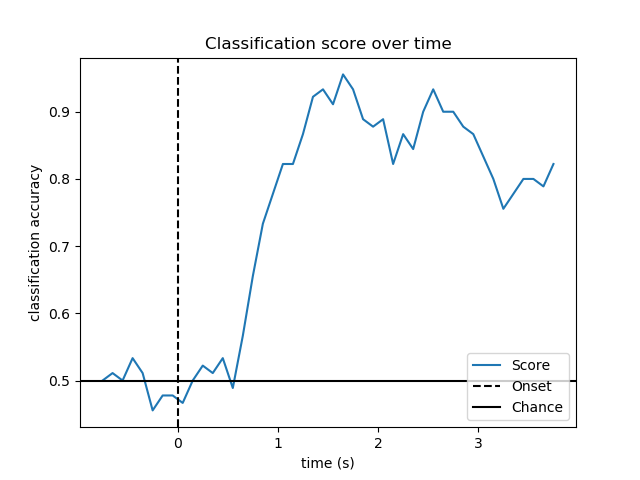 Classification score over time
classification accuracy
0.9
0.8
0.7
0.6
0.5
0
1
2
3
time (s)
Score
Onset
Chance